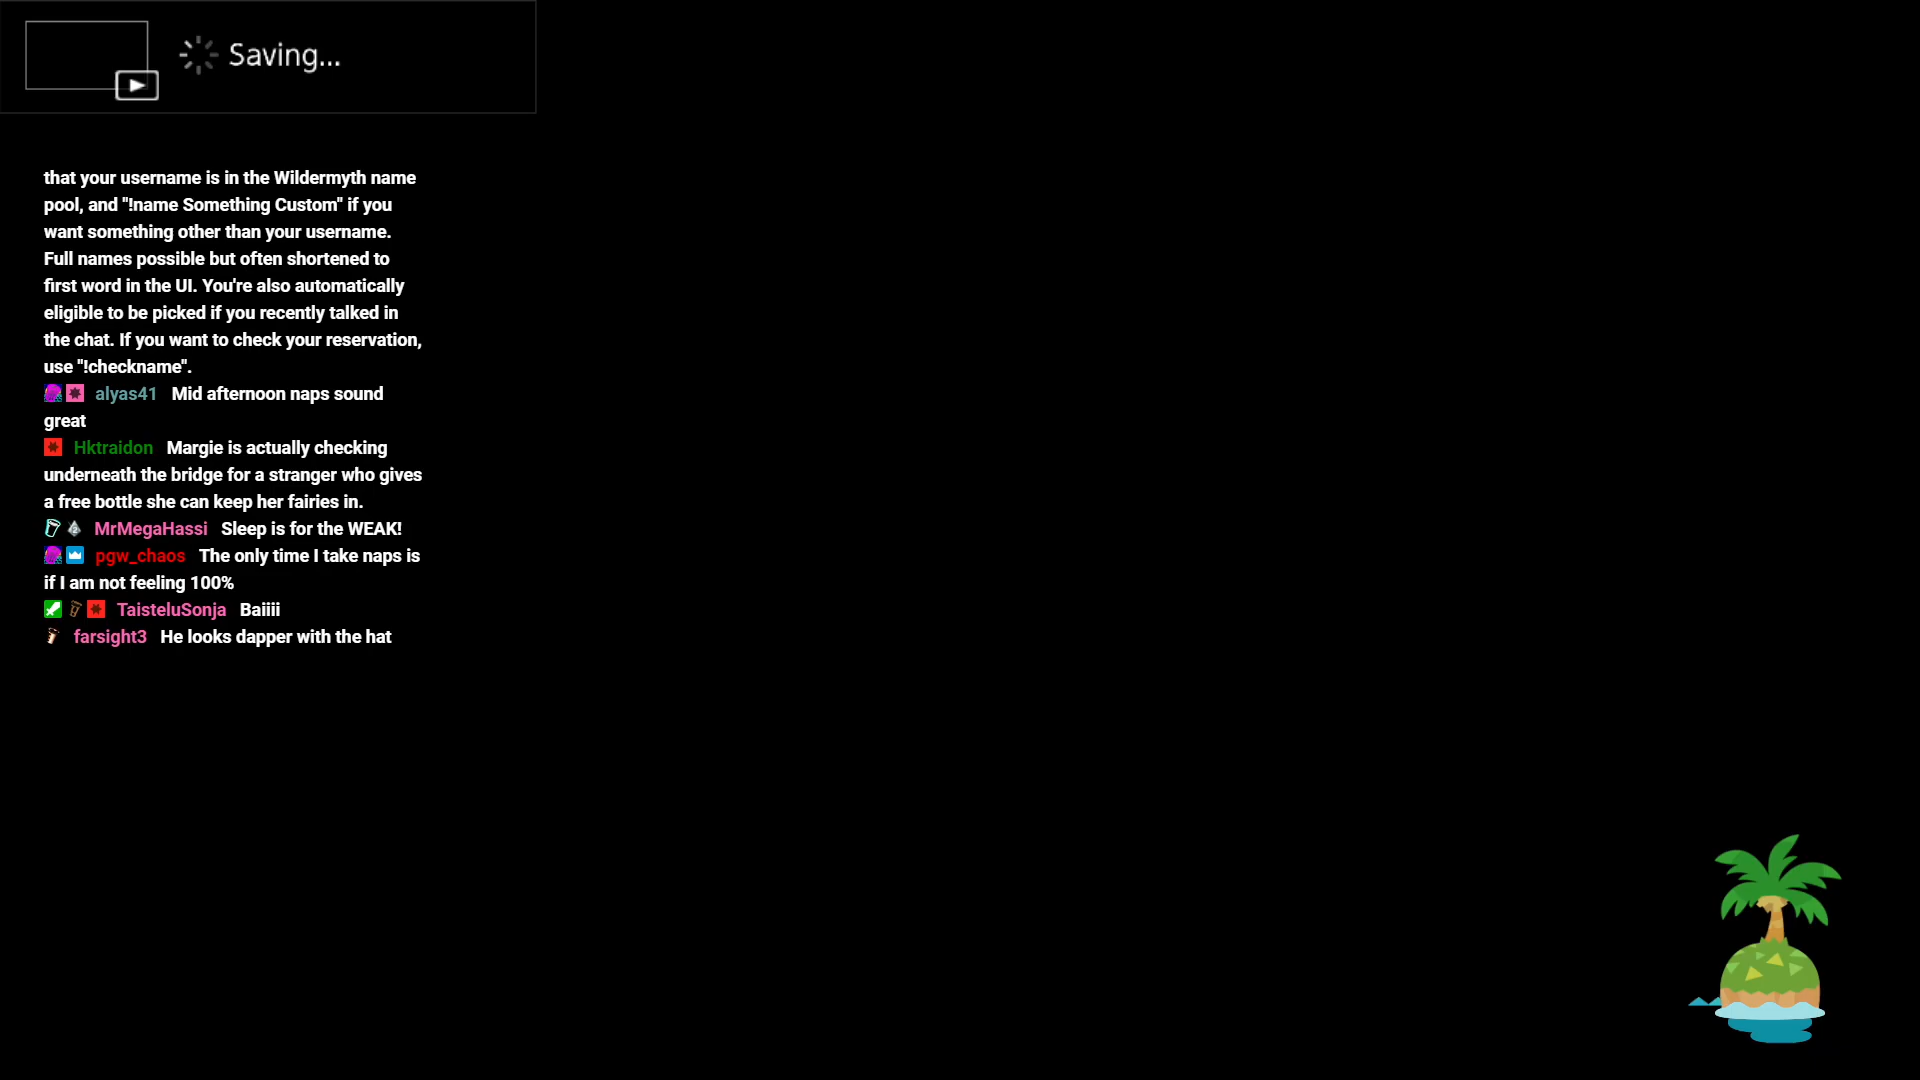 Saving...
that your username is in the Wildermyth name
pool, and "!name Something Custom" if you
want something other than your username.
Full names possible but often shortened to
first word in the UI. You're also automatically
eligible to be picked if you recently talked in
the chat. If you want to check your reservation,
use "!checkname".
alyas41 Mid afternoon naps sound
great
Hktraidon Margie is actually checking
underneath the bridge for a stranger who gives
a free bottle she can keep her fairies in.
MrMegaHassi Sleep is for the WEAK!
pgw_chaos The only time I take naps is
if I am not feeling 100%
TaisteluSonja Baiiii
farsight3 He looks dapper with the hat